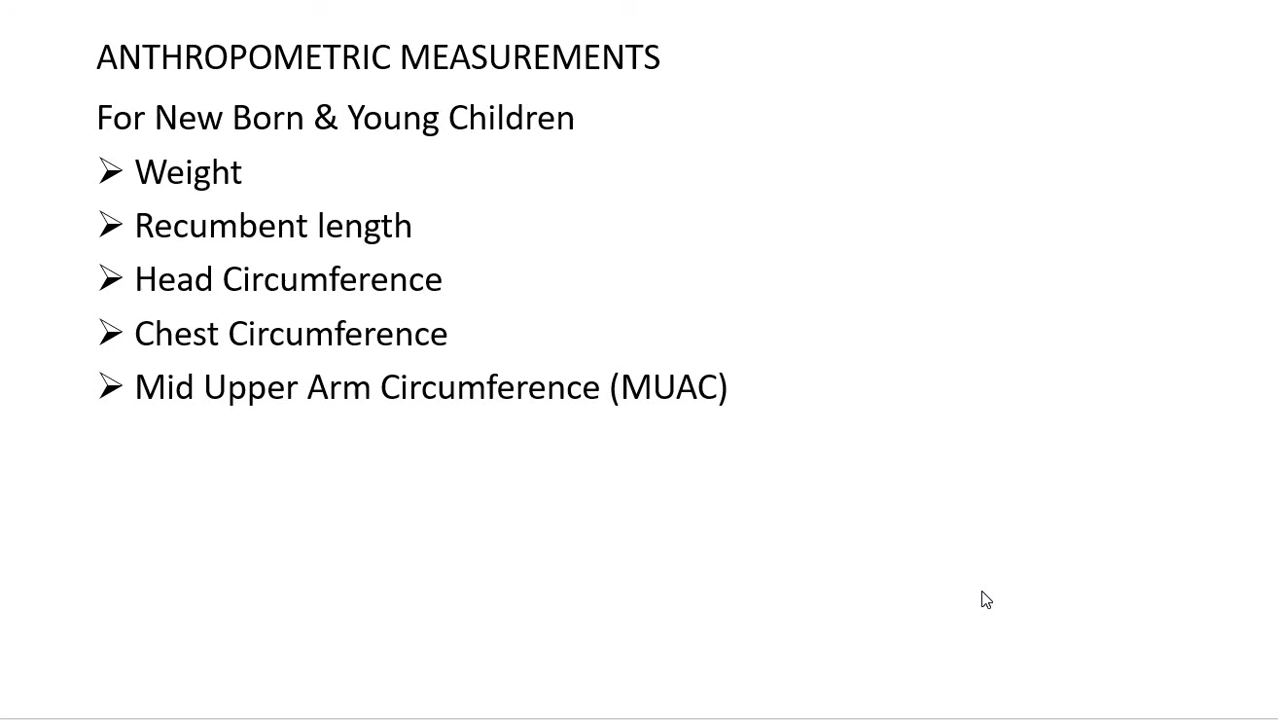 ANTHROPOMETRIC MEASUREMENTS
For New Born & Young Children
➢ Weight
➢ Recumbent length
➢ Head Circumference
➢ Chest Circumference
➢ Mid Upper Arm Circumference (MUAC)